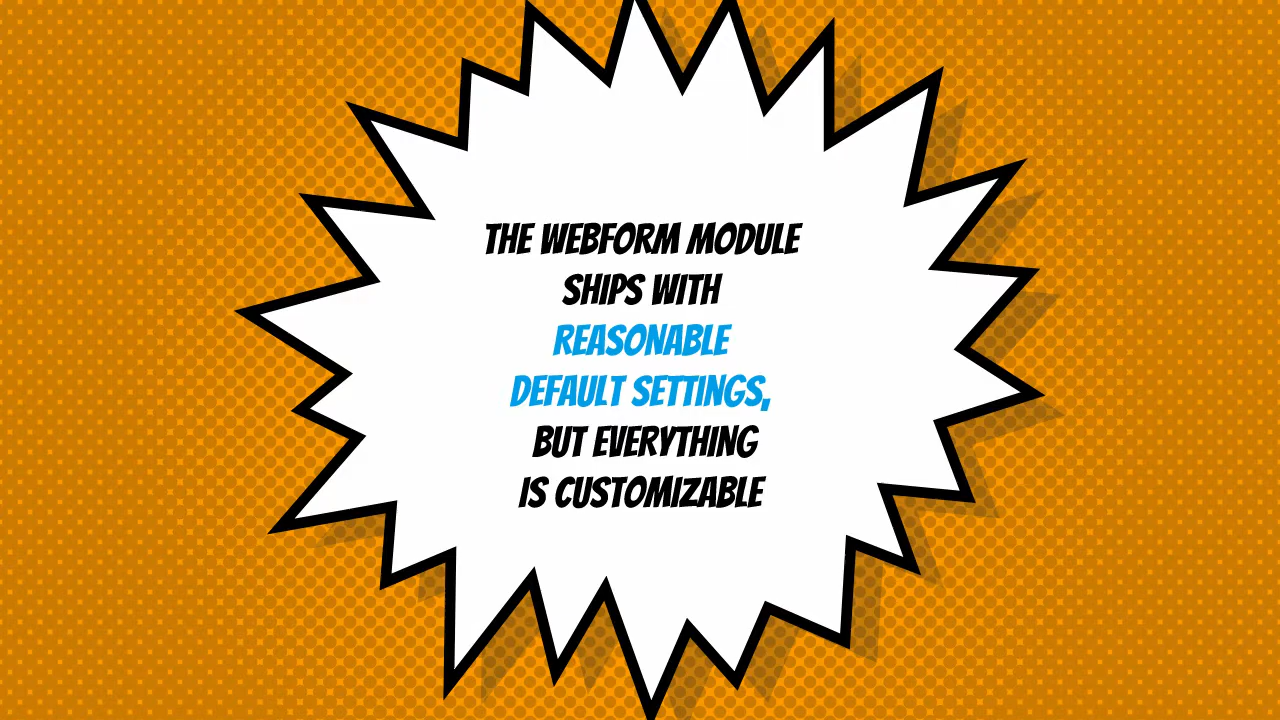 THE WEBFORM MODULE
SHIPS WITH
REASONABLE
DEFAULT SETTINGS,
BUT EVERYTHING
IS CUSTOMIZABLE